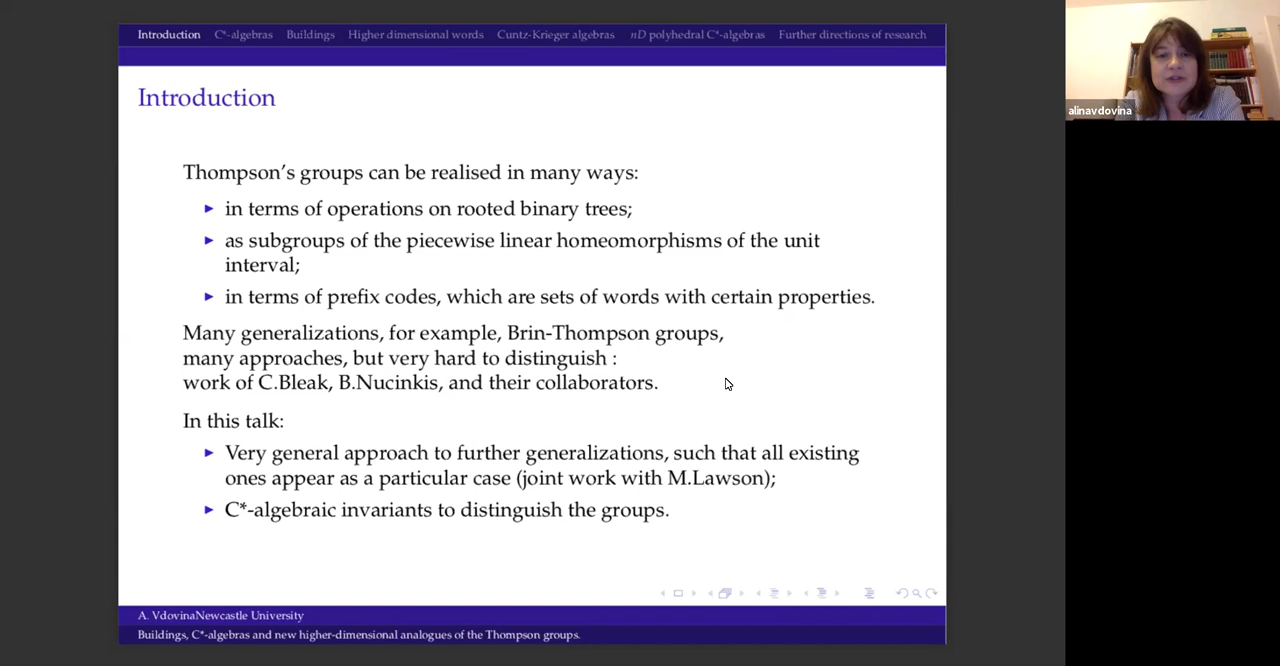 Introduction C*-algebras Buildings Higher dimensional words Cuntz-Krieger algebras nD polyhedral C*-algebras Further directions of research
Introduction
Thompson's groups can be realised in many ways:
▶ in terms of operations on rooted binary trees;
▶ as subgroups of the piecewise linear homeomorphisms of the unit
interval;
▶ in terms of prefix codes, which are sets of words with certain properties.
Many generalizations, for example, Brin-Thompson groups,
many approaches, but very hard to distinguish :
work of C.Bleak, B.Nucinkis, and their collaborators.
In this talk:
▶ Very general approach to further generalizations, such that all existing
ones appear as a particular case (joint work with M.Lawson);
▶ C*-algebraic invariants to distinguish the groups.
A. VdovinaNewcastle University
Buildings, C*-algebras and new higher-dimensional analogues of the Thompson groups.
alinavdovina